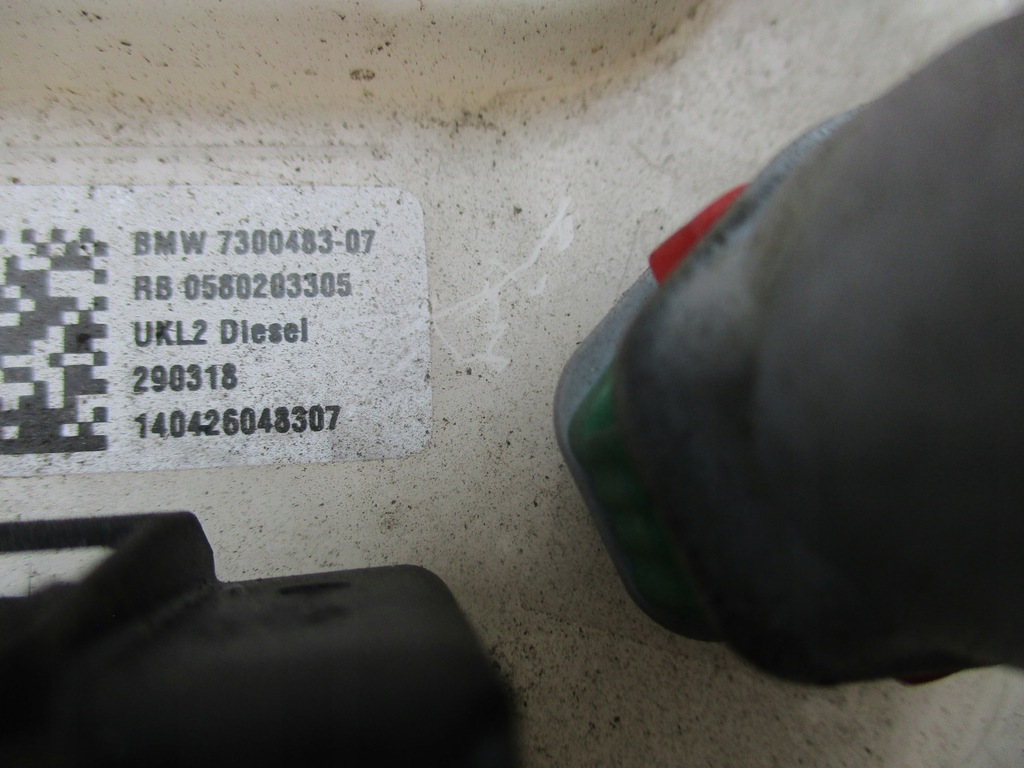 BMW 7300483-07
RB 0580203305
UKL2 Diesel
290318
140426048307